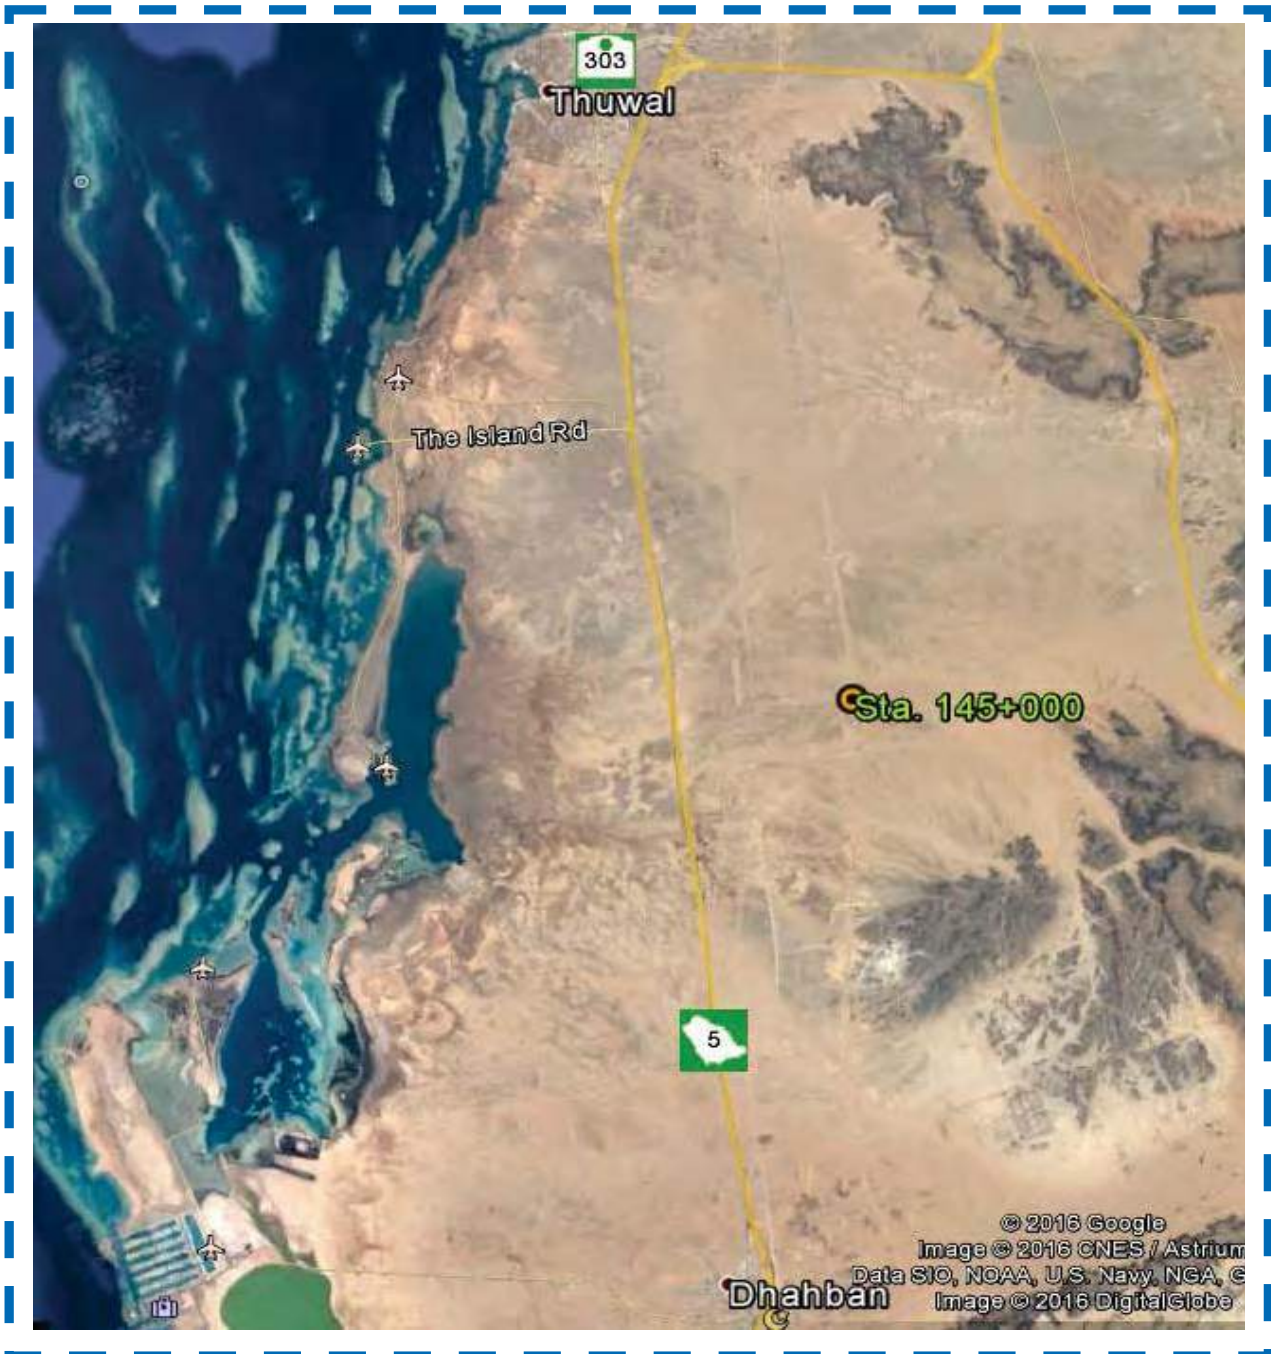 303
Thuwal
The Island Rd
Sta. 145+000
5
© 2016 Google
Image © 2016 CNES / Astrium
Data SIO, NOAA, U.S. Navy, NGA, G
Dhahban
Image © 2016 DigitalGlobe